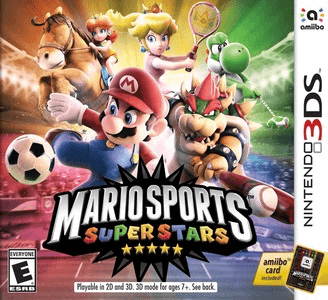 amiibo
NINTENDO 3DS
MARIO SPORTS
SUPERSTARS
Playable in 2D and 3D. 3D mode for ages 7+. See back.
EVERYONE
E
ESRB
amiibo
card
included